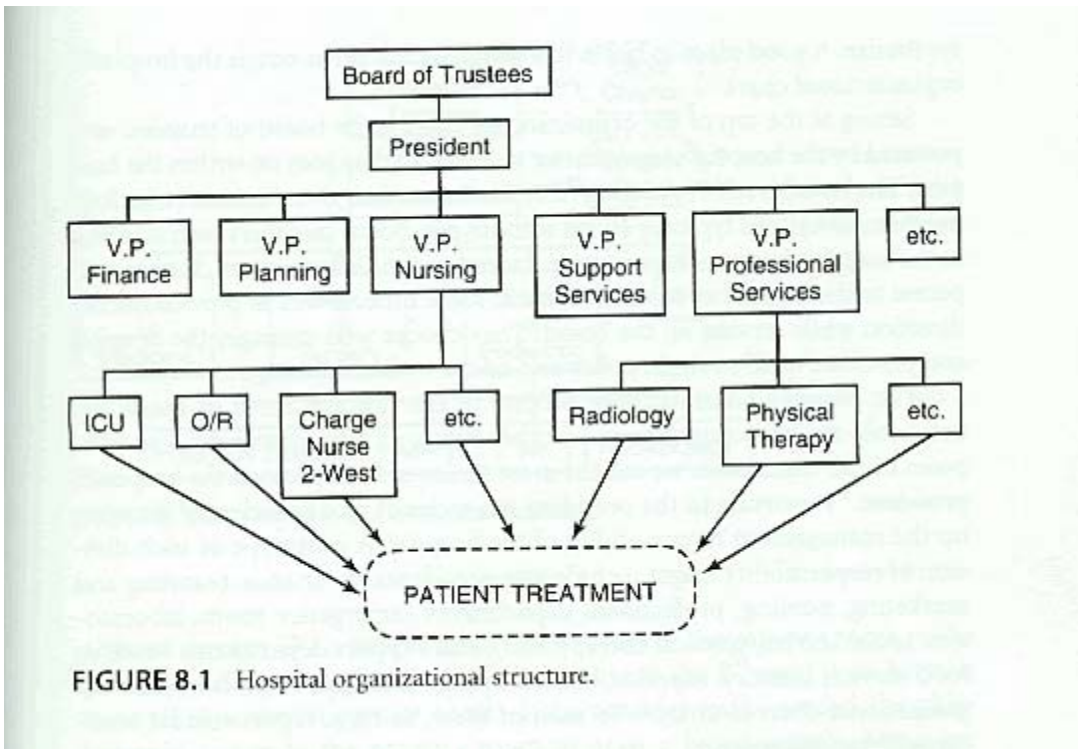 Board of Trustees
President
V.P.
Finance
V.P.
Planning
V.P.
Nursing
V.P.
Support
Services
V.P.
Professional
Services
etc.
ICU
O/R
Charge
Nurse
2-West
etc.
Radiology
Physical
Therapy
etc.
PATIENT TREATMENT
FIGURE 8.1 Hospital organizational structure.